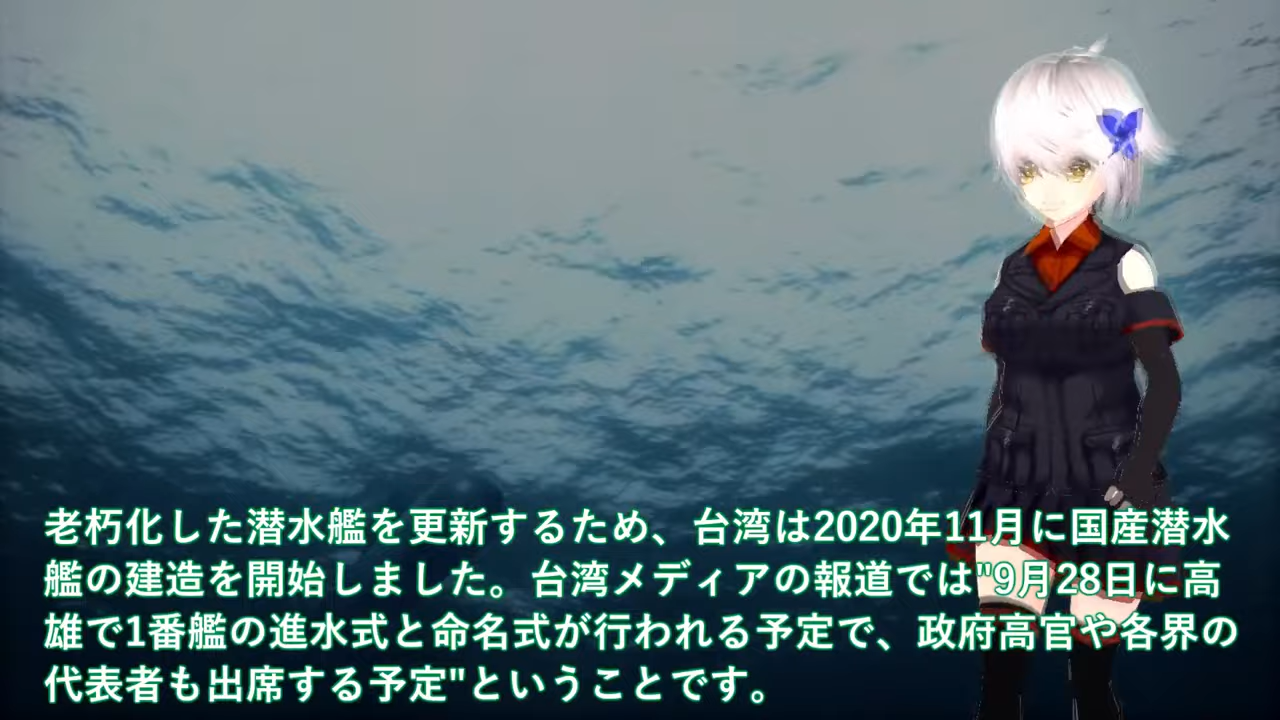 老朽化した潜水艦を更新するため、台湾は2020年11月に国産潜水
艦の建造を開始しました。台湾メディアの報道では"9月28日に高
雄で1番艦の進水式と命名式が行われる予定で、政府高官や各界の
代表者も出席する予定"ということです。